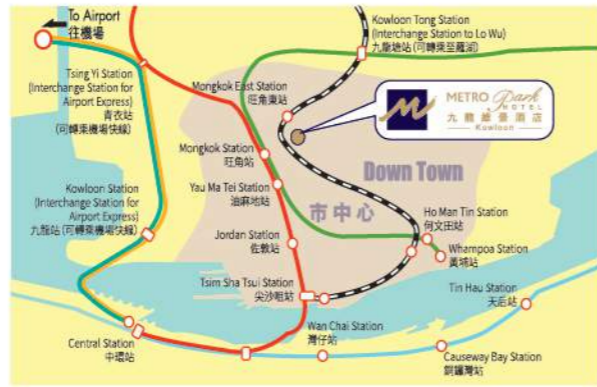 To Airport
往機場
Kowloon Tong Station
(Interchange Station to Lo Wu)
九龍塘站(可轉乘至羅湖)
Tsing Yi Station
(Interchange Station for
Airport Express)
青衣站
(可轉乘機場快線)
Mongkok East Station
旺角東站
METRO Park
HOTEL
九龍維景酒店
Kowloon
Mongkok Station
旺角站
Down Town
市中心
Yau Ma Tei Station
油麻地站
Kowloon Station
(Interchange Station for
Airport Express)
九龍站(可轉乘機場快線)
Ho Man Tin Station
何文田站
Jordan Station
佐敦站
Whampoa Station
黃埔站
Tsim Sha Tsui Station
尖沙咀站
Tin Hau Station
天后站
Wan Chai Station
灣仔站
Central Station
中環站
Causeway Bay Station
銅鑼灣站